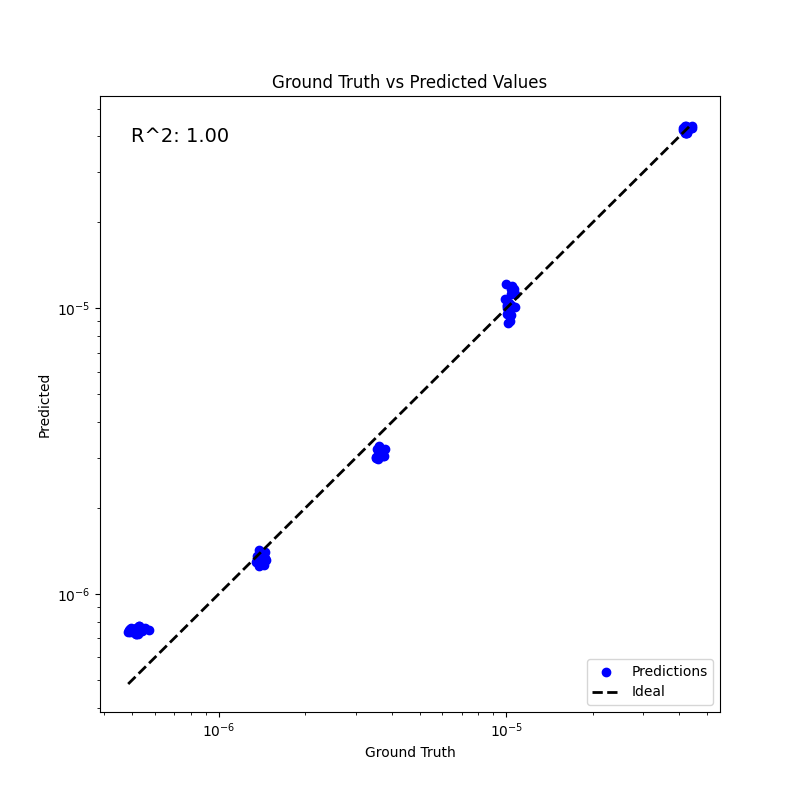 Ground Truth vs Predicted Values
R^2: 1.00
10⁻⁵
10⁻⁶
Predicted
10⁻⁶ 10⁻⁵
Ground Truth
Predictions
Ideal